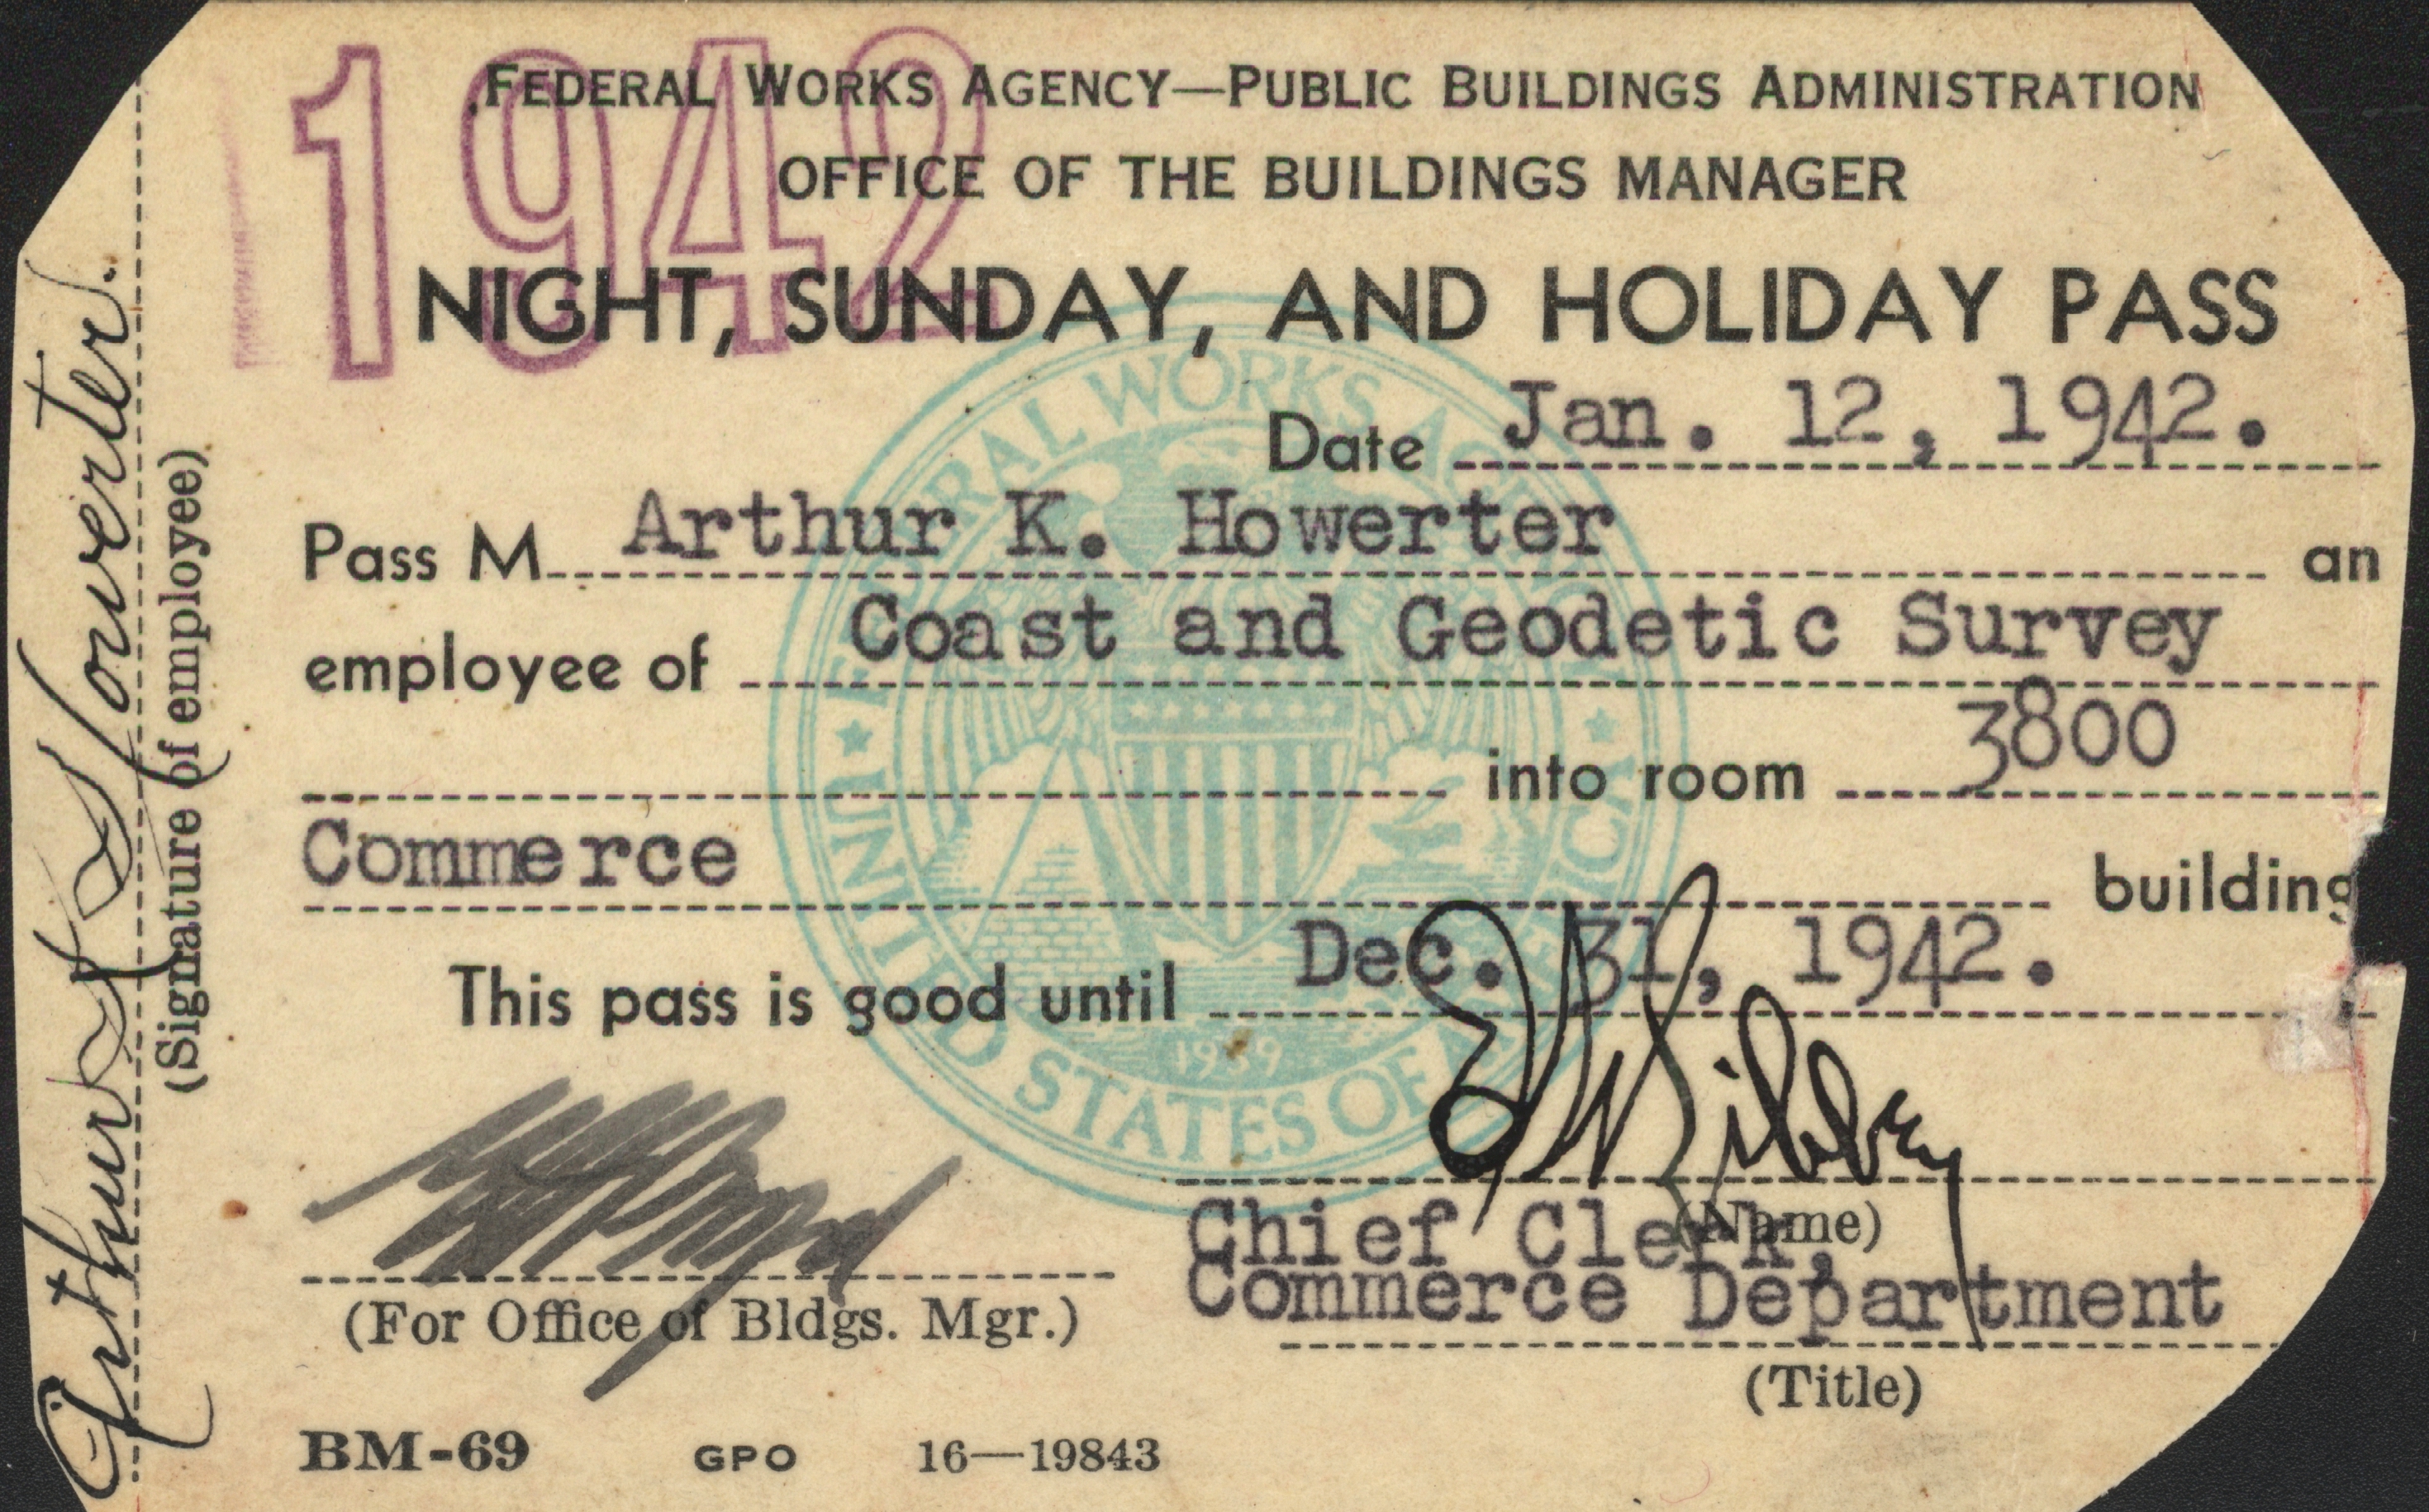 1942
FEDERAL WORKS AGENCY—PUBLIC BUILDINGS ADMINISTRATION
OFFICE OF THE BUILDINGS MANAGER
NIGHT, SUNDAY, AND HOLIDAY PASS
Date Jan. 12, 1942.
Pass M Arthur K. Howerter an
employee of Coast and Geodetic Survey
into room 3800
Commerce building
This pass is good until Dec. 31, 1942.
(Name)
Chief Clerk,
Commerce Department
(Title)
(For Office of Bldgs. Mgr.)
BM-69 GPO 16—19843
Arthur K Howerter.
(Signature of employee)
FEDERAL WORKS AGENCY
UNITED STATES OF AMERICA
1939